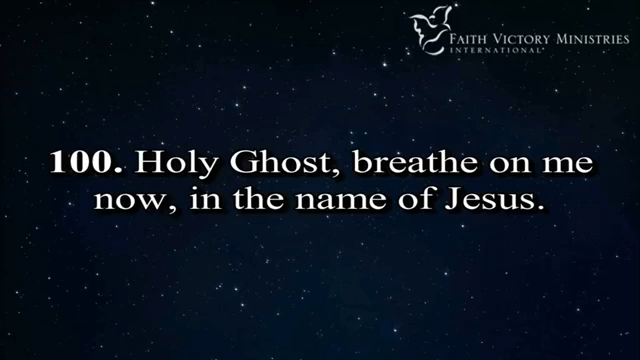 FAITH VICTORY MINISTRIES
INTERNATIONAL®
100. Holy Ghost, breathe on me
now, in the name of Jesus.